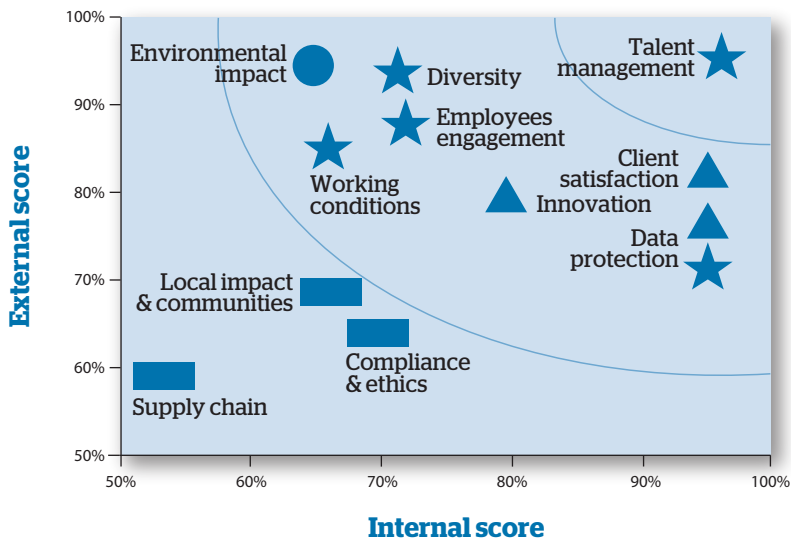 100%
90%
80%
70%
60%
50%
External score
Environmental
impact
Diversity
Talent
management
Employees
engagement
Working
conditions
Client
satisfaction
Innovation
Data
protection
Local impact
& communities
Compliance
& ethics
Supply chain
50%
60%
70%
80%
90%
100%
Internal score